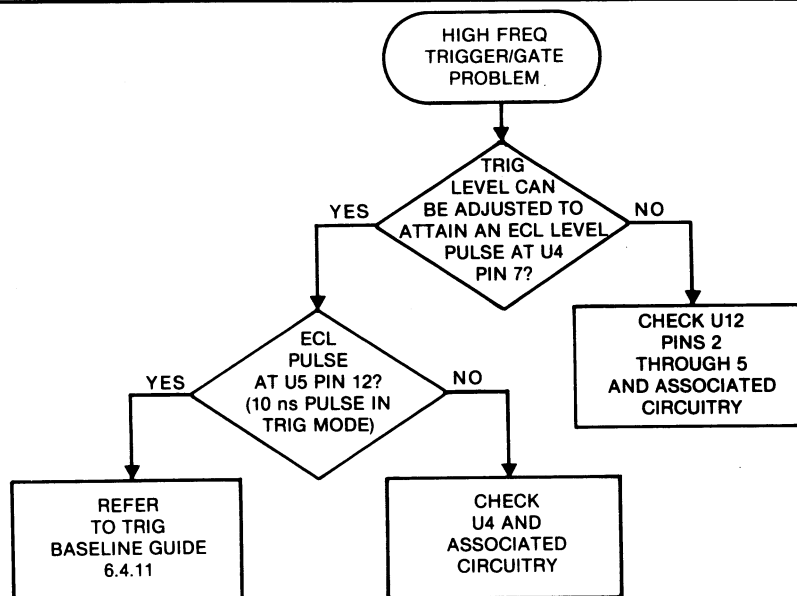 HIGH FREQ
TRIGGER/GATE
PROBLEM
TRIG
LEVEL CAN
BE ADJUSTED TO
ATTAIN AN ECL LEVEL
PULSE AT U4
PIN 7?
YES
NO
CHECK U12
PINS 2
THROUGH 5
AND ASSOCIATED
CIRCUITRY
ECL
PULSE
AT U5 PIN 12?
(10 ns PULSE IN
TRIG MODE)
YES
NO
REFER
TO TRIG
BASELINE GUIDE
6.4.11
CHECK
U4 AND
ASSOCIATED
CIRCUITRY